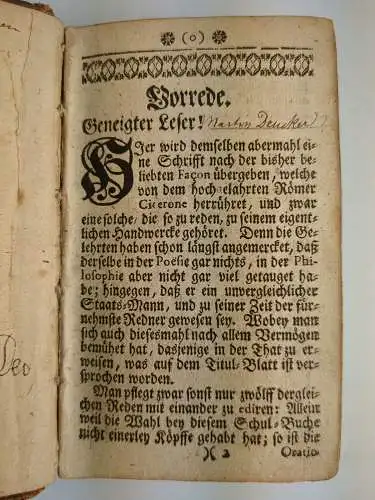 (o)
Vorrede.
Geneigter Leser! Martin Deucker
HIer wird demselben abermahl ei-
ne Schrifft nach der bisher be-
liebten Façon übergeben, welche
von dem hochgelahrten Römer
Cicerone herrühret, und zwar
eine solche, die so zu reden, zu seinem eigent-
lichen Handwercke gehöret. Denn die Ge-
lehrten haben schon längst angemercket, daß
derselbe in der Poesie gar nichts, in der Phi-
losophie aber nicht gar viel getauget ha-
be; hingegen, daß er ein unvergleichlicher
Staats-Mann, und zu seiner Zeit der für-
nehmste Redner gewesen sey. Wobey man
sich auch diesesmahl nach allem Vermögen
bemühet hat, dasjenige in der That zu er-
weisen, was auf dem Titul-Blatt ist ver-
sprochen worden.
Man pflegt zwar sonst nur zwölff derglei-
chen Reden mit einander zu ediren: Allein
weil die Wahl bey diesem Schul-Buche
nicht einerley Köpffe gehabt hat; so ist die
)( 2 Oratio